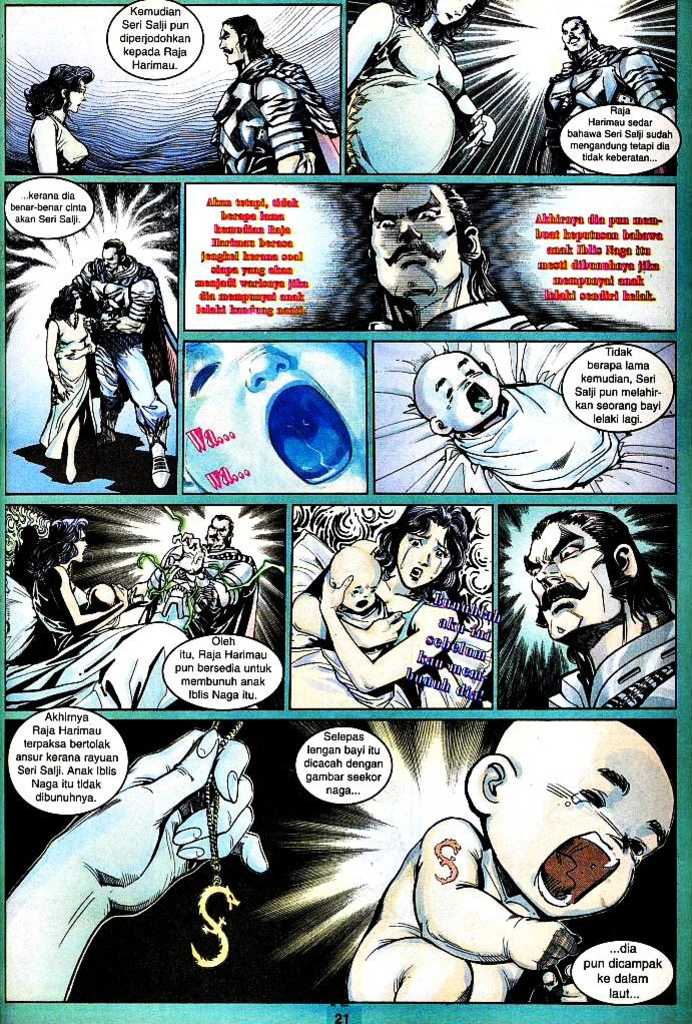 Kemudian
Seri Salji pun
diperjodohkan
kepada Raja
Harimau.
Raja
Harimau sedar
bahawa Seri Salji sudah
mengandung tetapi dia
tidak keberatan...
...kerana dia
benar-benar cinta
akan Seri Salji.
Akan tetapi, tidak
berapa lama
kemudian Raja
Harimau berasa
jengkel kerana soal
siapa yang akan
menjadi warisnya jika
dia mempunyai anak
lelaki kandung nanti.
Akhirnya dia pun mem-
buat keputusan bahawa
anak Iblis Naga itu
mesti dibunuhnya jika
mempunyai anak
lelaki sendiri kelak.
Wa...
Wa...
Tidak
berapa lama
kemudian, Seri
Salji pun melahir-
kan seorang bayi
lelaki lagi.
Oleh
itu, Raja Harimau
pun bersedia untuk
membunuh anak
Iblis Naga itu.
Bunuhlah
aku ini
sebelum
kau mem-
bunuh dia!
Akhirnya
Raja Harimau
terpaksa bertolak
ansur kerana rayuan
Seri Salji. Anak Iblis
Naga itu tidak
dibunuhnya.
Selepas
lengan bayi itu
dicacah dengan
gambar seekor
naga...
...dia
pun dicampak
ke dalam
laut...
21